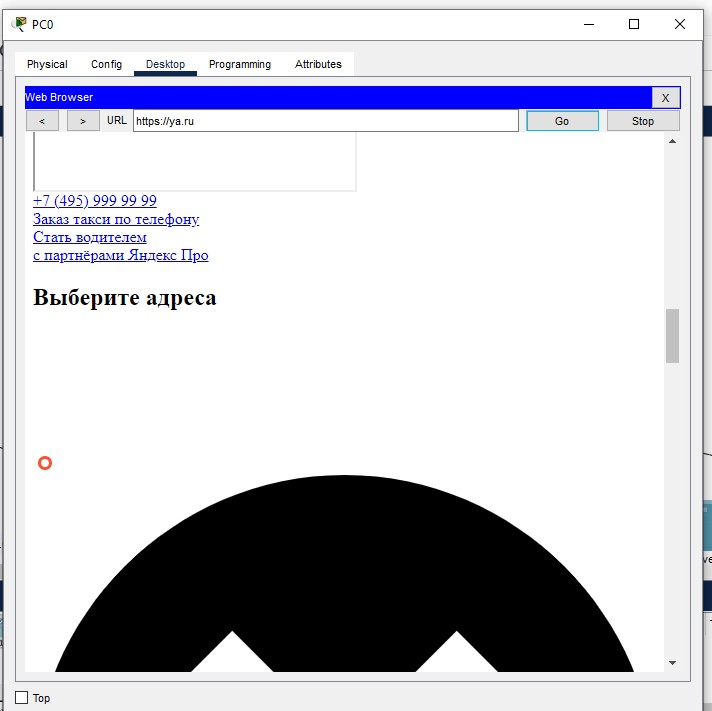 PC0
Physical Config Desktop Programming Attributes
Web Browser X
< > URL https://ya.ru Go Stop
+7 (495) 999 99 99
Заказ такси по телефону
Стать водителем
с партнёрами Яндекс Про
Выберите адреса
Top